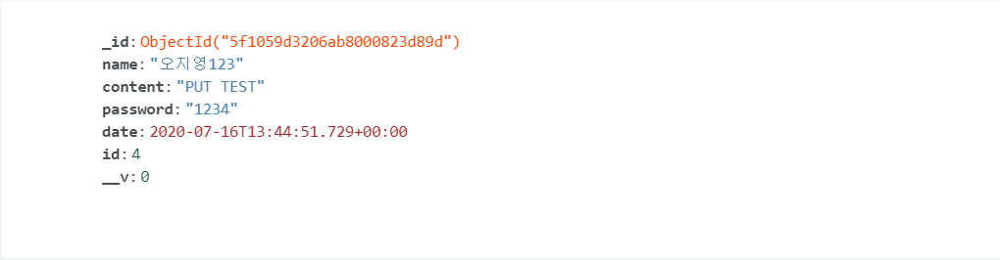 _id: ObjectId("5f1059d3206ab8000823d89d")
name: "오지영123"
content: "PUT TEST"
password: "1234"
date: 2020-07-16T13:44:51.729+00:00
id: 4
__v: 0